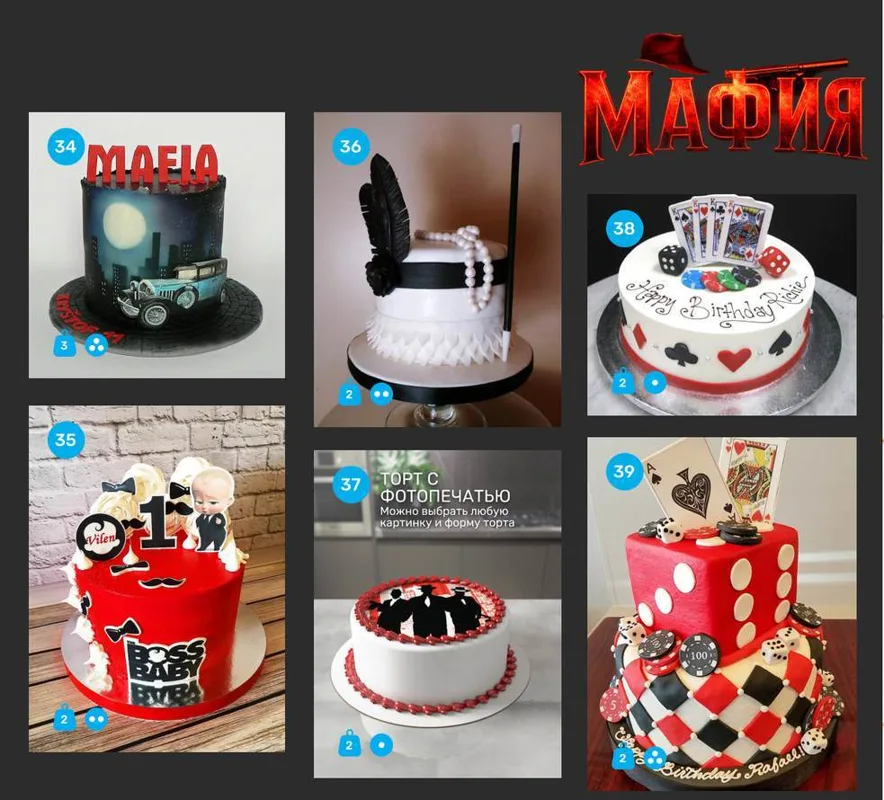 МАФИЯ
34
MAFIA
3
36
2
38
Happy Birthday Richie
2
35
Vilen
1
BOSS
BABY
2
37
ТОРТ С
ФОТОПЕЧАТЬЮ
Можно выбрать любую
картинку и форму торта
2
39
A
100
5
Birthday Rafael
2